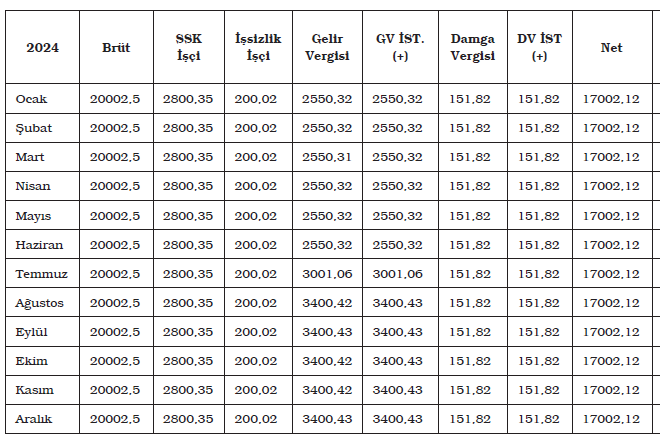 2024 Brüt SSK İşçi İşsizlik İşçi Gelir Vergisi GV İST. (+) Damga Vergisi DV İST (+) Net
Ocak 20002,5 2800,35 200,02 2550,32 2550,32 151,82 151,82 17002,12
Şubat 20002,5 2800,35 200,02 2550,32 2550,32 151,82 151,82 17002,12
Mart 20002,5 2800,35 200,02 2550,31 2550,32 151,82 151,82 17002,12
Nisan 20002,5 2800,35 200,02 2550,32 2550,32 151,82 151,82 17002,12
Mayıs 20002,5 2800,35 200,02 2550,32 2550,32 151,82 151,82 17002,12
Haziran 20002,5 2800,35 200,02 2550,32 2550,32 151,82 151,82 17002,12
Temmuz 20002,5 2800,35 200,02 3001,06 3001,06 151,82 151,82 17002,12
Ağustos 20002,5 2800,35 200,02 3400,42 3400,43 151,82 151,82 17002,12
Eylül 20002,5 2800,35 200,02 3400,43 3400,43 151,82 151,82 17002,12
Ekim 20002,5 2800,35 200,02 3400,42 3400,43 151,82 151,82 17002,12
Kasım 20002,5 2800,35 200,02 3400,42 3400,43 151,82 151,82 17002,12
Aralık 20002,5 2800,35 200,02 3400,43 3400,43 151,82 151,82 17002,12